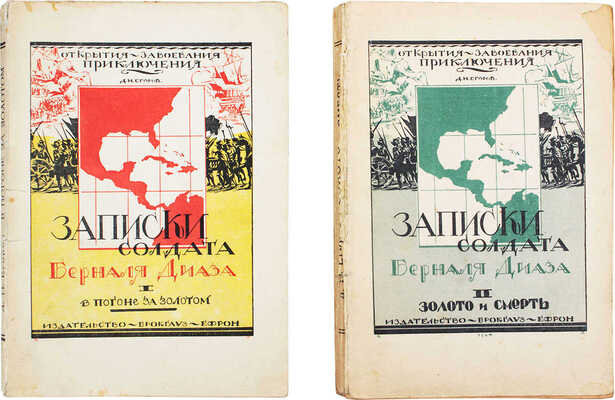 ОТКРЫТИЯ~ЗАВОЕВАНИЯ
ПРИКЛЮЧЕНИЯ
Д.Н.ЕГОРОВ.
ЗАПИСКИ
СОЛДАТА
Берналя Диаза
I
В ПОГОНЕ ЗА ЗОЛОТОМ
ИЗДАТЕЛЬСТВО~БРОКГАУЗ~ЕФРОН
ОТКРЫТИЯ~ЗАВОЕВАНИЯ
ПРИКЛЮЧЕНИЯ
Д.Н.ЕГОРОВ.
ЗАПИСКИ
СОЛДАТА
Берналя Диаза
II
ЗОЛОТО И СМЕРТЬ
ИЗДАТЕЛЬСТВО~БРОКГАУЗ~ЕФРОН